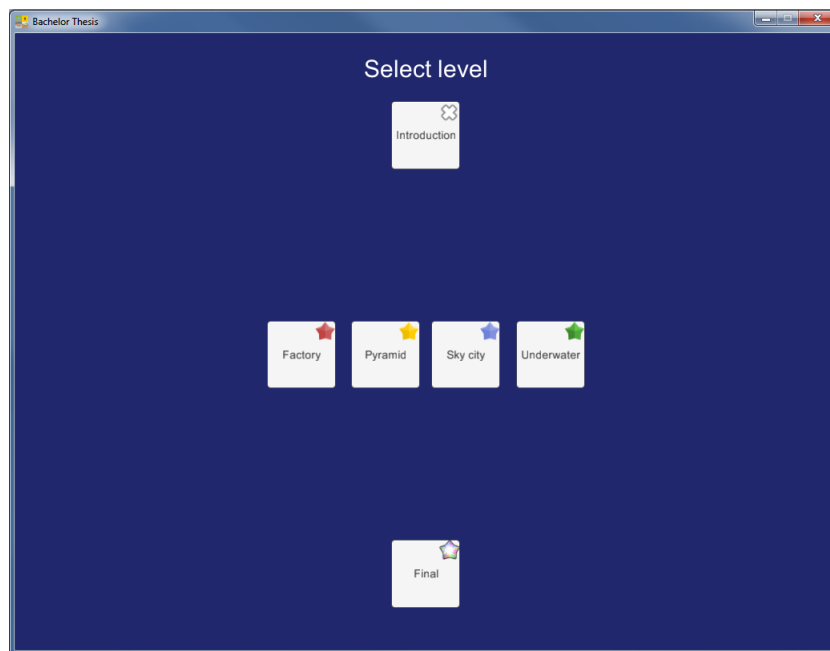 Bachelor Thesis
Select level
Introduction
Factory
Pyramid
Sky city
Underwater
Final